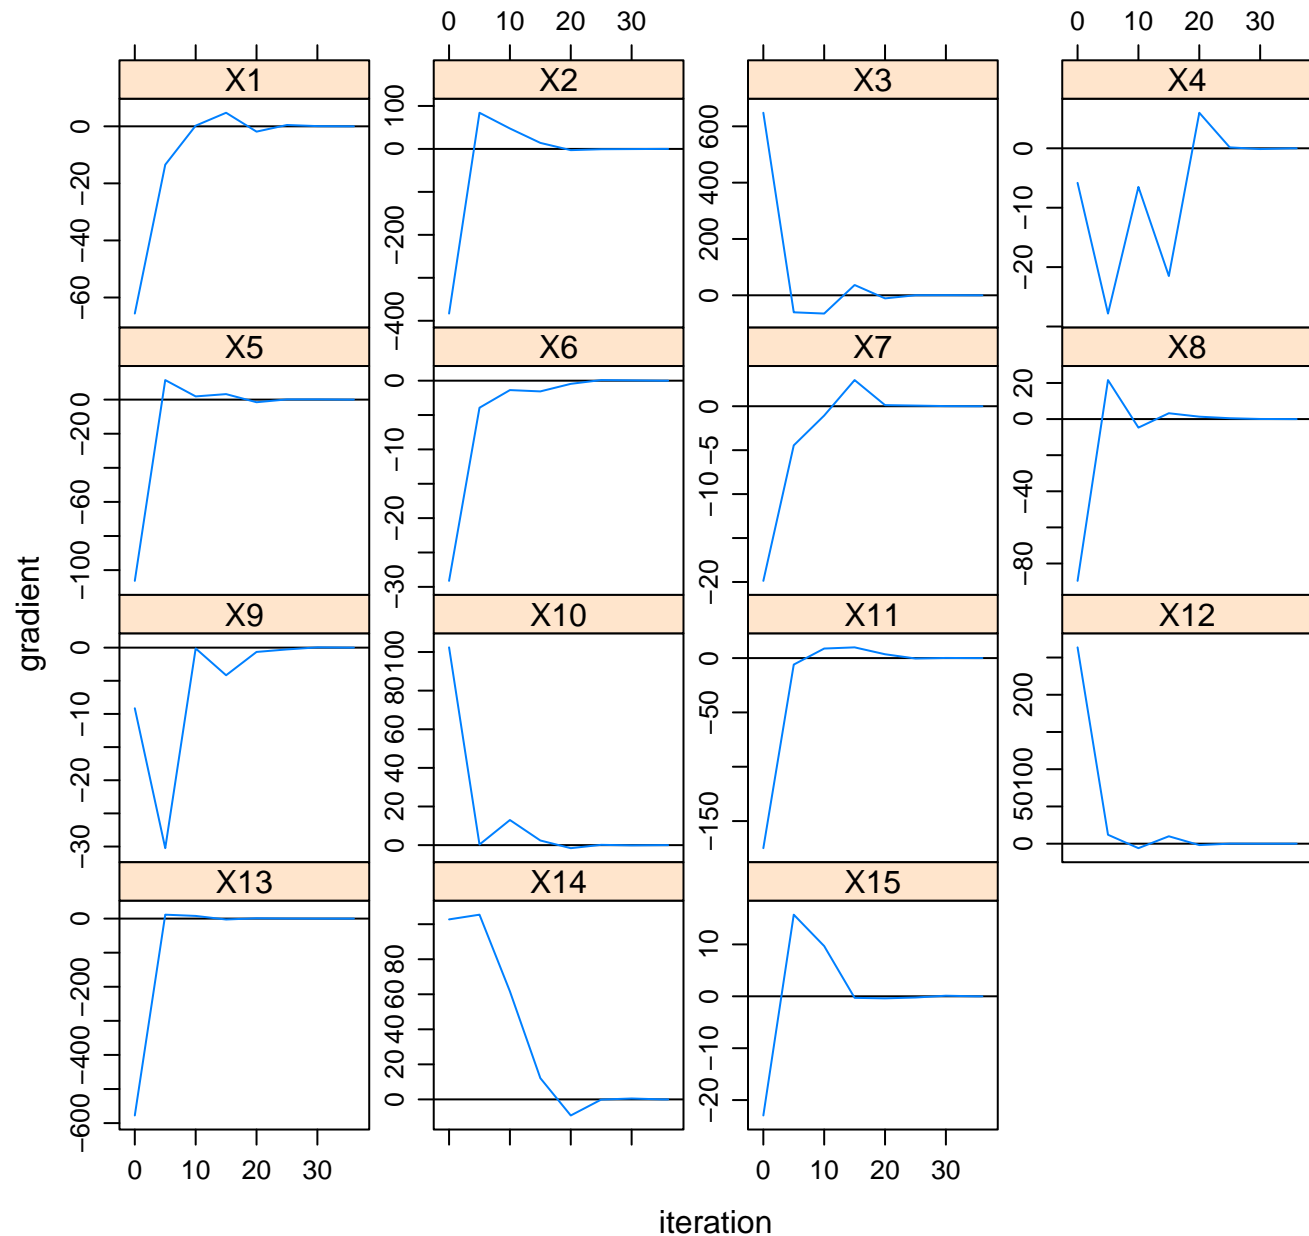 0 10 20 30 0 10 20 30
X1 X2 X3 X4
0 −20 −40 −60
100 0 −200 −400
600 400 200 0
0 −10 −20
X5 X6 X7 X8
0 −20 −60 −100
0 −10 −20 −30
0 −5 −10 −20
20 0 −40 −80
gradient
X9 X10 X11 X12
0 −10 −20 −30
100 80 60 40 20 0
0 −50 −150
200 100 50 0
X13 X14 X15
0 −200 −400 −600
80 60 40 20 0
10 0 −10 −20
0 10 20 30 0 10 20 30
iteration